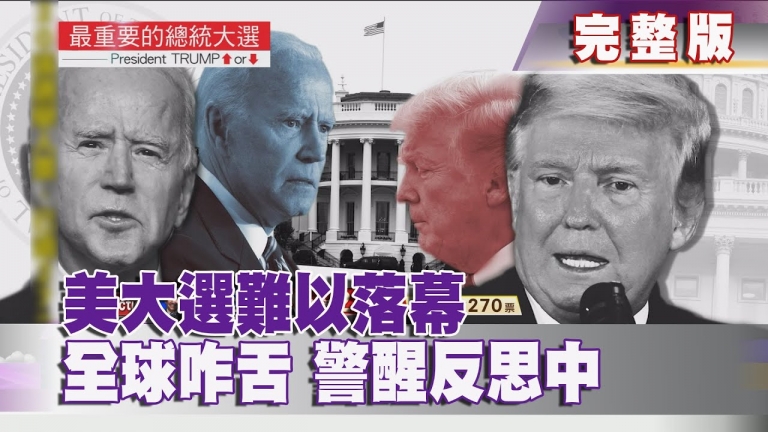 最重要的總統大選
President TRUMP⬆or⬇
完整版
270票
美大選難以落幕
全球咋舌 警醒反思中